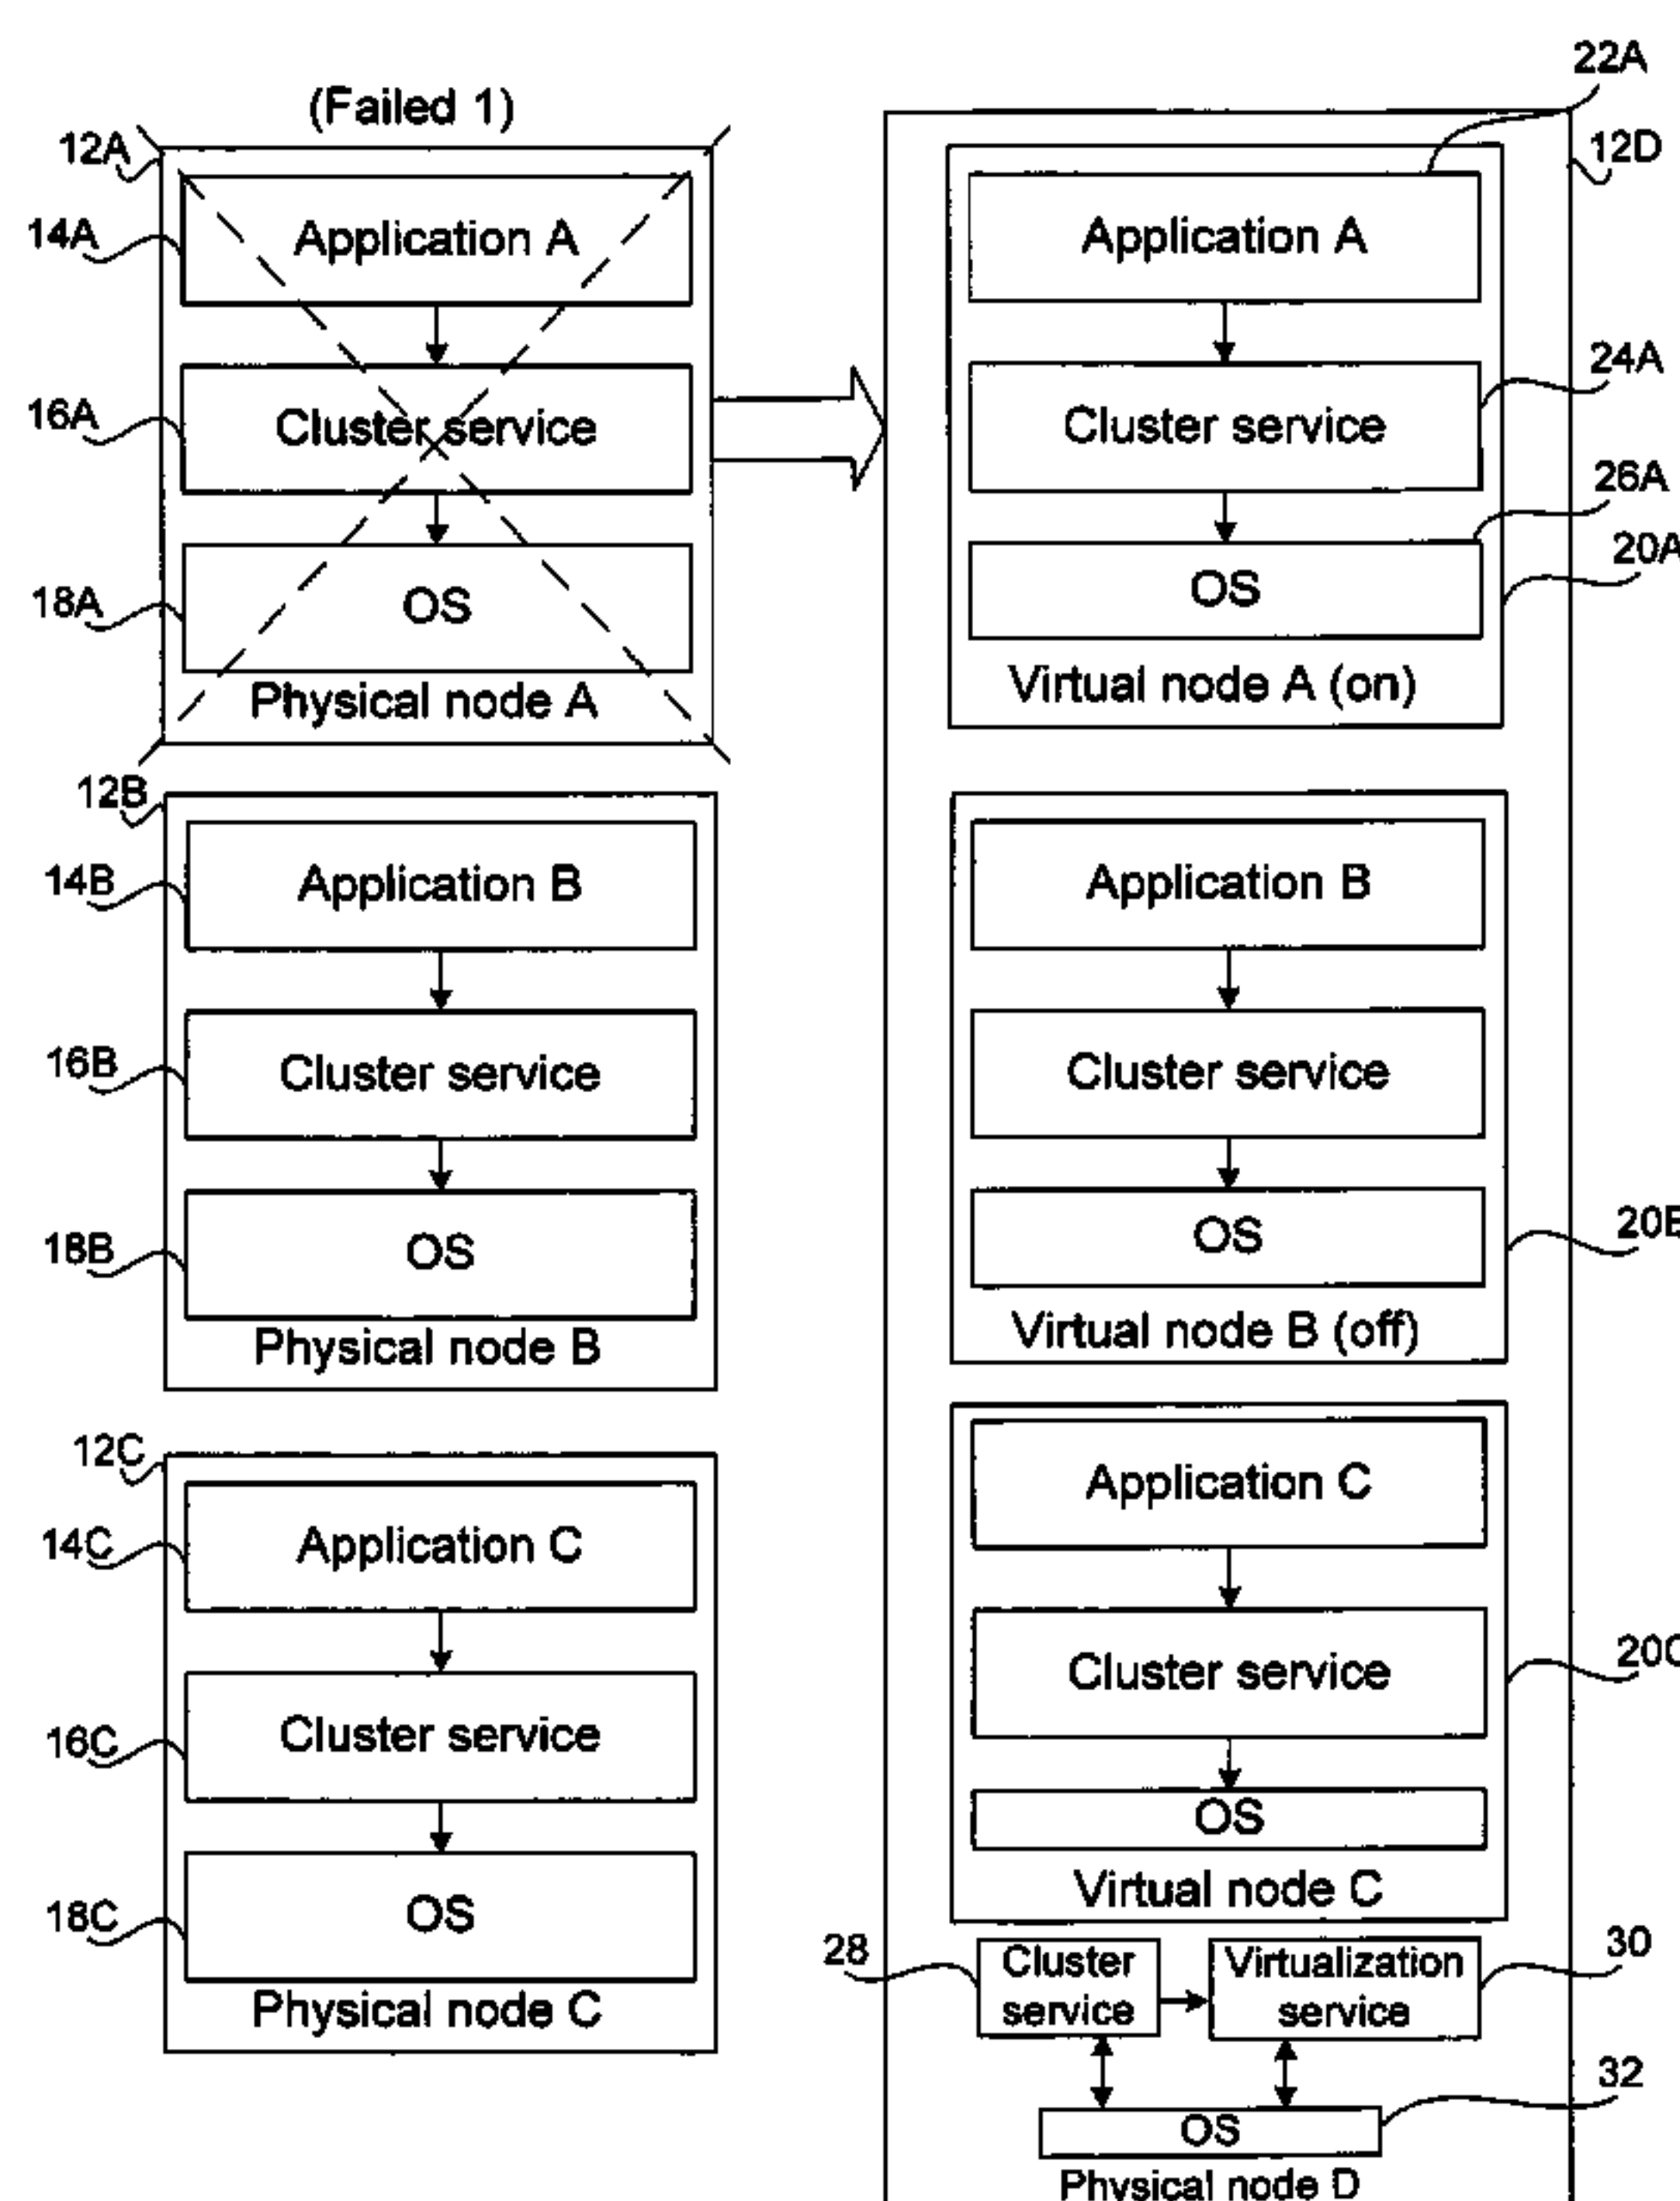 (Failed 1)
12A
14A
Application A
16A
Cluster service
18A
OS
Physical node A
12B
14B
Application B
16B
Cluster service
18B
OS
Physical node B
12C
14C
Application C
16C
Cluster service
18C
OS
Physical node C
22A
12D
Application A
24A
Cluster service
26A
OS
20A
Virtual node A (on)
Application B
Cluster service
OS
20B
Virtual node B (off)
Application C
Cluster service
20C
OS
Virtual node C
28
Cluster
service
Virtualization
service
30
32
OS
Physical node D